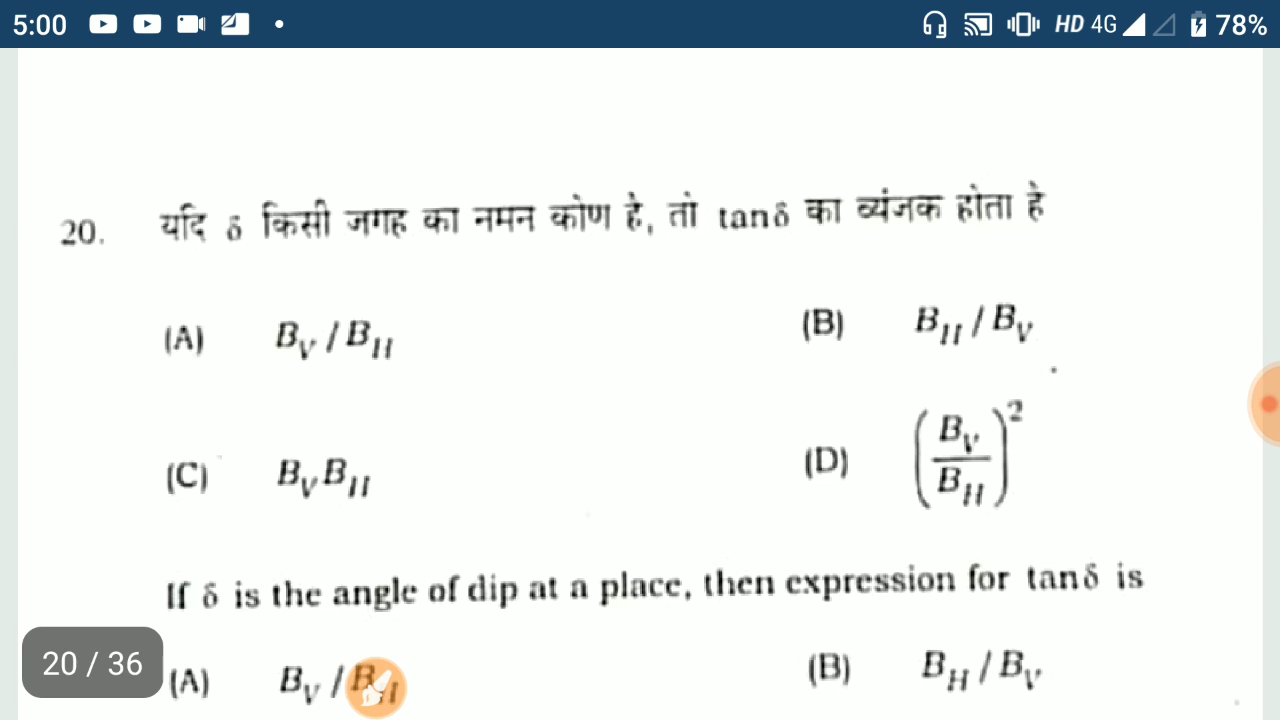 5:00 HD 4G 78%
20. यदि δ किसी जगह का नमन कोण है, तो tanδ का व्यंजक होता है
(A) B_V / B_H (B) B_H / B_V
(C) B_V B_H (D) (B_V / B_H)²
If δ is the angle of dip at a place, then expression for tanδ is
20 / 36
(A) B_V / B_H (B) B_H / B_V